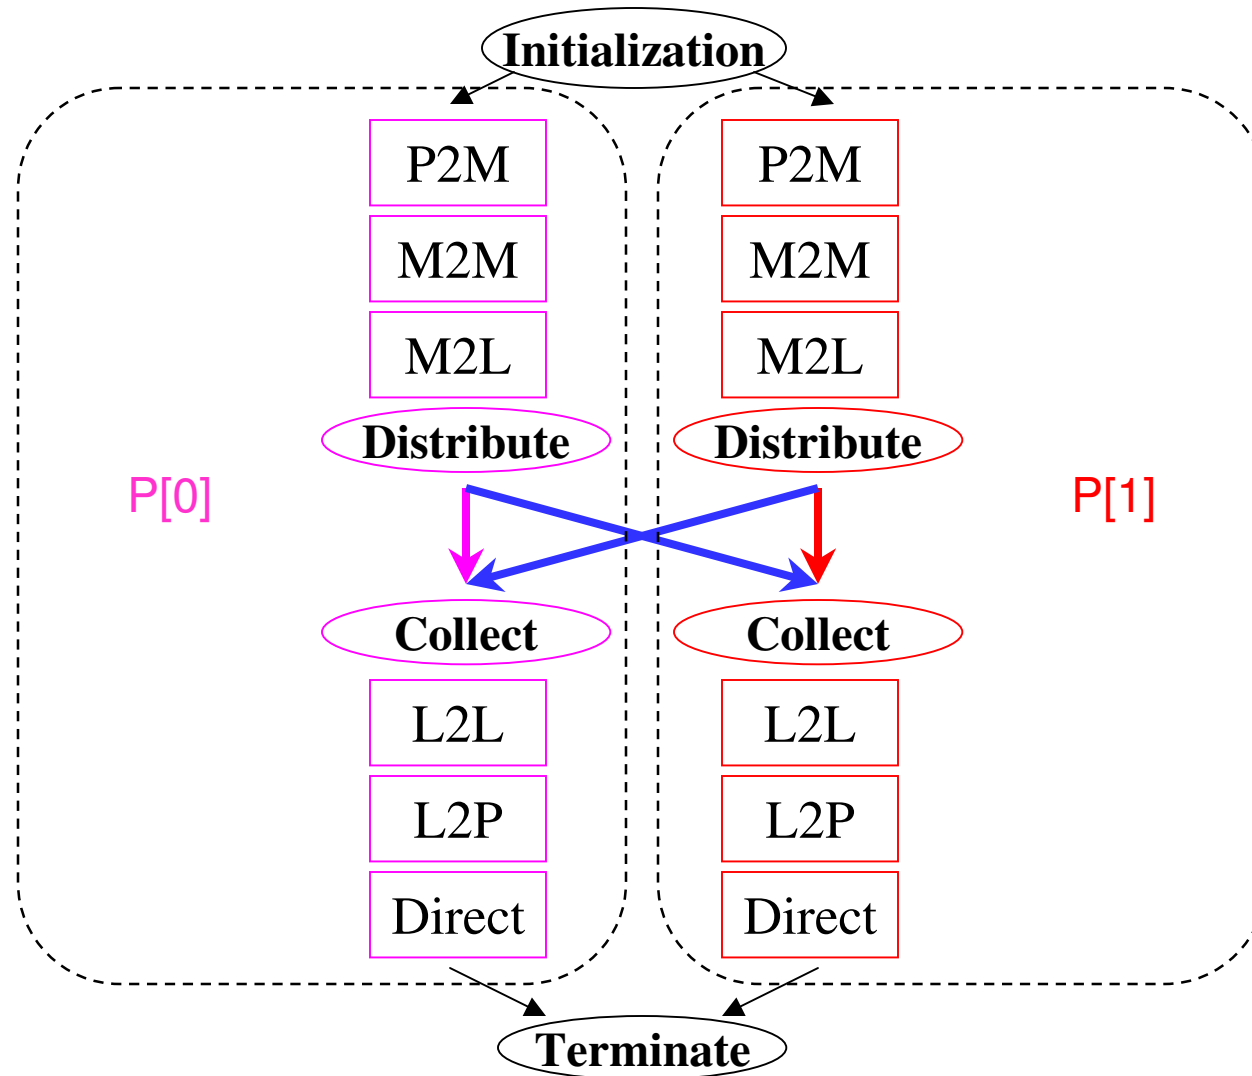 Initialization
P2M P2M
M2M M2M
M2L M2L
Distribute Distribute
P[0] P[1]
Collect Collect
L2L L2L
L2P L2P
Direct Direct
Terminate